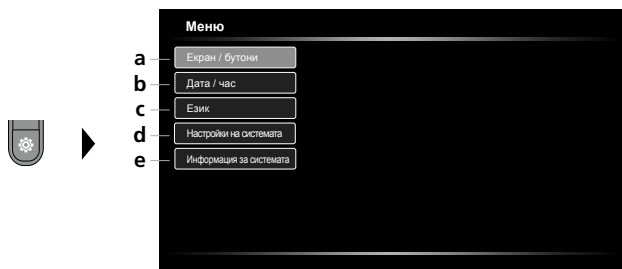 Меню
a Екран / бутони
b Дата / час
c Език
d Настройки на системата
e Информация за системата